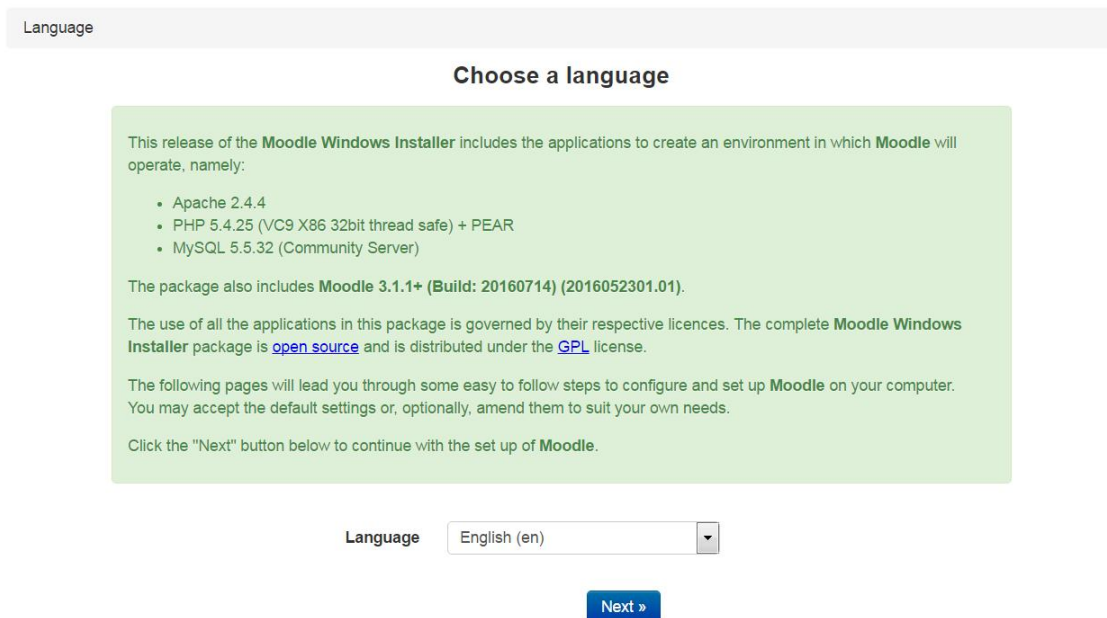 Language
Choose a language
This release of the Moodle Windows Installer includes the applications to create an environment in which Moodle will
operate, namely:
• Apache 2.4.4
• PHP 5.4.25 (VC9 X86 32bit thread safe) + PEAR
• MySQL 5.5.32 (Community Server)
The package also includes Moodle 3.1.1+ (Build: 20160714) (2016052301.01).
The use of all the applications in this package is governed by their respective licences. The complete Moodle Windows
Installer package is open source and is distributed under the GPL license.
The following pages will lead you through some easy to follow steps to configure and set up Moodle on your computer.
You may accept the default settings or, optionally, amend them to suit your own needs.
Click the "Next" button below to continue with the set up of Moodle.
Language English (en)
Next »